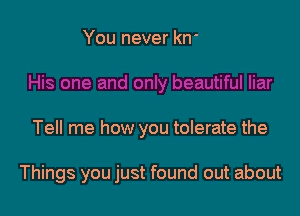 You never kn'
His one and only beautiful liar
Tell me how you tolerate the
Things you just found out about